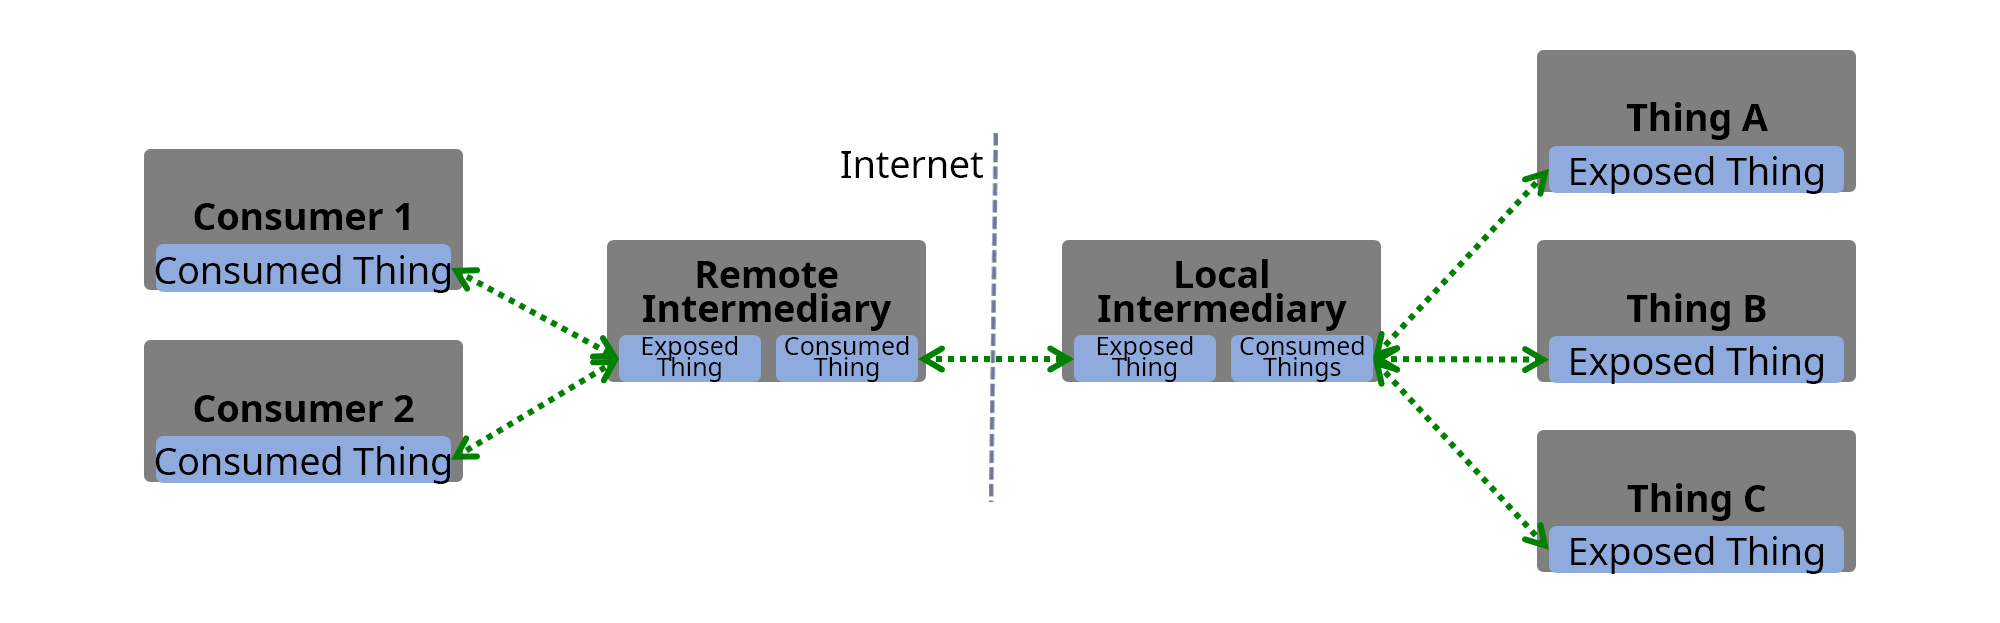 Consumer 1
Consumed Thing
Consumer 2
Consumed Thing
Internet
Remote
Intermediary
Exposed
Thing
Consumed
Thing
Local
Intermediary
Exposed
Thing
Consumed
Things
Thing A
Exposed Thing
Thing B
Exposed Thing
Thing C
Exposed Thing